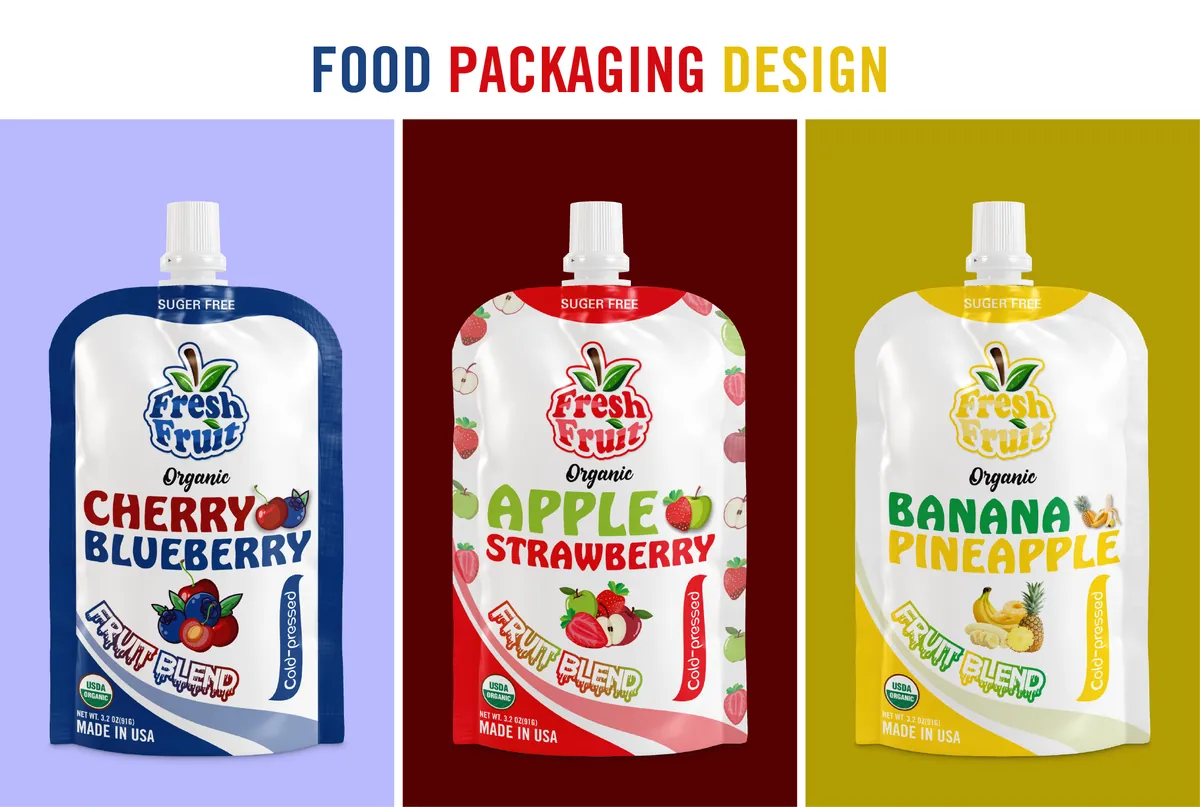 FOOD PACKAGING DESIGN
SUGER FREE
Fresh
Fruit
Organic
CHERRY
BLUEBERRY
FRUIT BLEND
Cold-pressed
USDA
ORGANIC
NET WT. 3.2 OZ(91G)
MADE IN USA
SUGER FREE
Fresh
Fruit
Organic
APPLE
STRAWBERRY
FRUIT BLEND
Cold-pressed
USDA
ORGANIC
NET WT. 3.2 OZ(91G)
MADE IN USA
SUGER FREE
Fresh
Fruit
Organic
BANANA
PINEAPPLE
FRUIT BLEND
Cold-pressed
USDA
ORGANIC
NET WT. 3.2 OZ(91G)
MADE IN USA